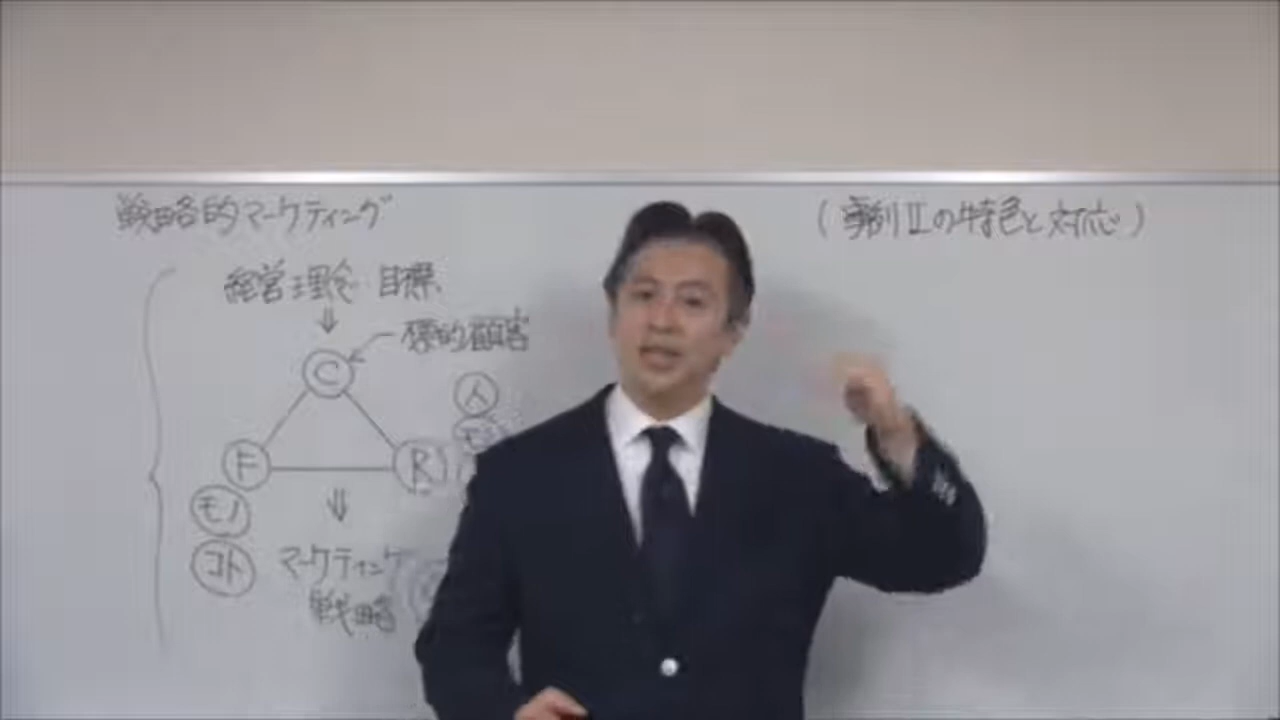 戦略的マーケティング
(事例Ⅱの特色と対応)
経営理念・目標
⇓
C ← 標的顧客
人
モノ
F R
⇓
モノ
コト
マーケティング
戦略